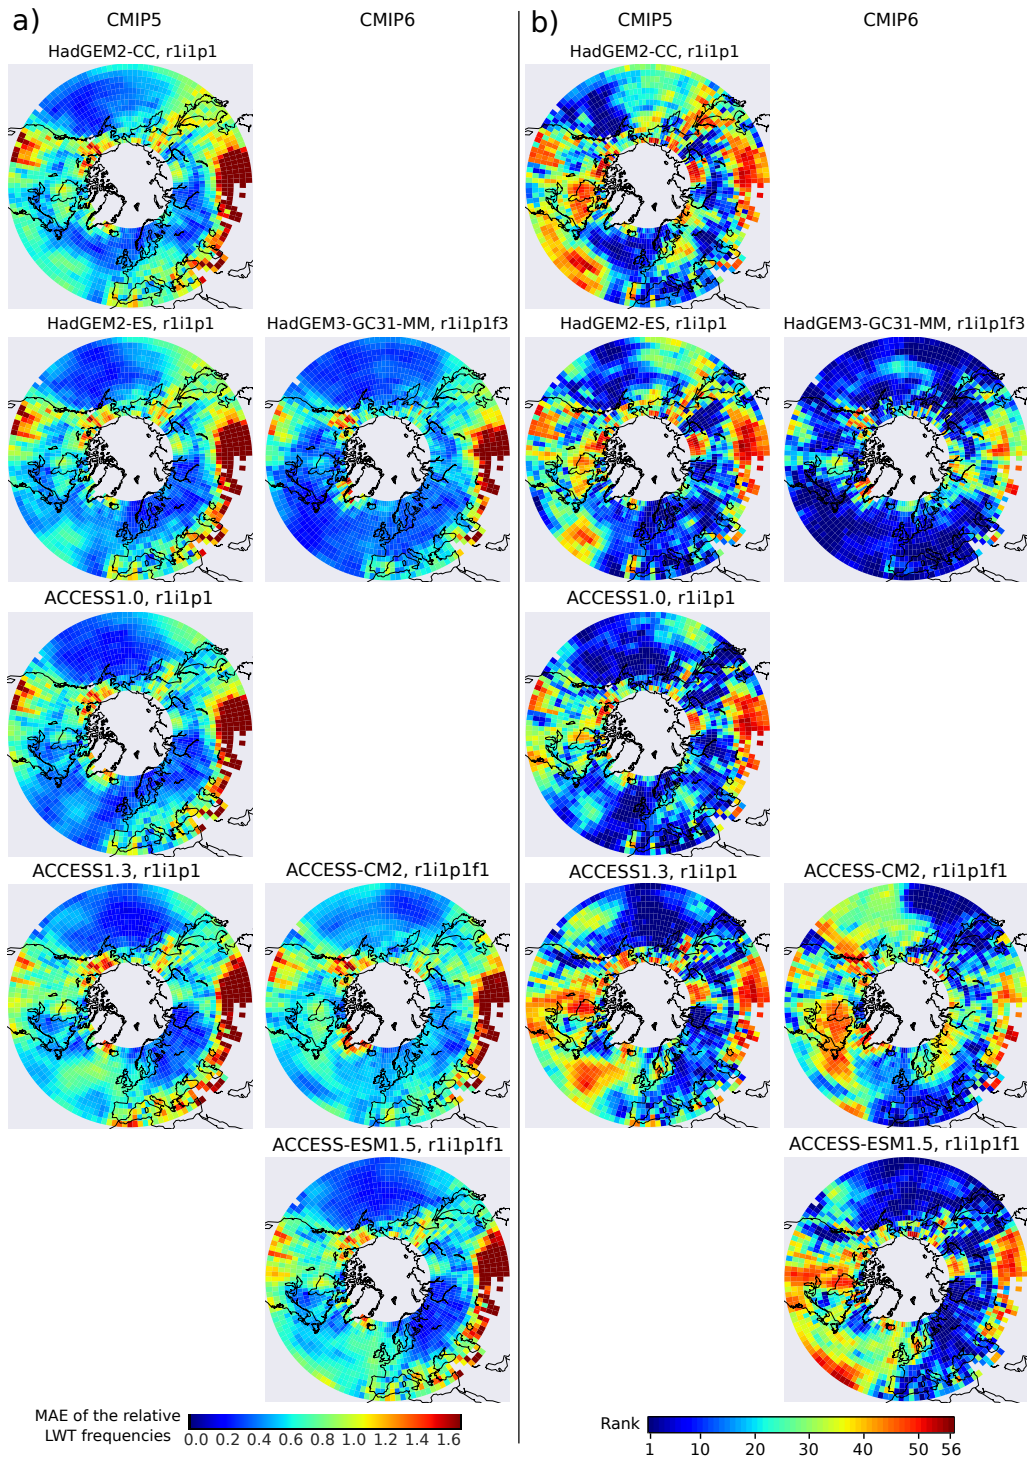 a) CMIP5 CMIP6
b) CMIP5 CMIP6
HadGEM2-CC, r1i1p1
HadGEM2-CC, r1i1p1
HadGEM2-ES, r1i1p1
HadGEM3-GC31-MM, r1i1p1f3
HadGEM2-ES, r1i1p1
HadGEM3-GC31-MM, r1i1p1f3
ACCESS1.0, r1i1p1
ACCESS1.0, r1i1p1
ACCESS1.3, r1i1p1
ACCESS-CM2, r1i1p1f1
ACCESS1.3, r1i1p1
ACCESS-CM2, r1i1p1f1
ACCESS-ESM1.5, r1i1p1f1
ACCESS-ESM1.5, r1i1p1f1
MAE of the relative
LWT frequencies
0.0 0.2 0.4 0.6 0.8 1.0 1.2 1.4 1.6
Rank
1 10 20 30 40 50 56